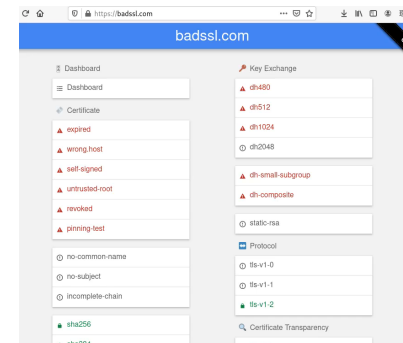 https://badssl.com
badssl.com
Dashboard
Dashboard
Certificate
expired
wrong.host
self-signed
untrusted-root
revoked
pinning-test
no-common-name
no-subject
incomplete-chain
sha256
Key Exchange
dh480
dh512
dh1024
dh2048
dh-small-subgroup
dh-composite
static-rsa
Protocol
tls-v1-0
tls-v1-1
tls-v1-2
Certificate Transparency